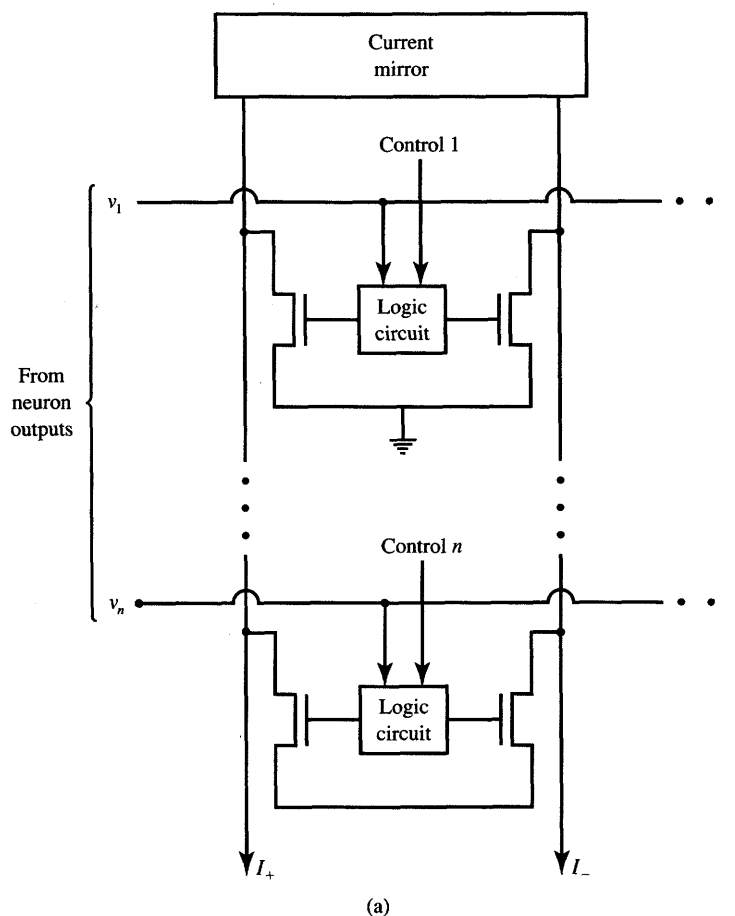 Current
mirror
Control 1
v₁
Logic
circuit
From
neuron
outputs
Control n
vₙ
Logic
circuit
I₊
I₋
(a)